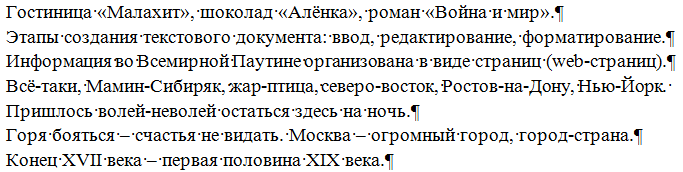 Гостиница «Малахит», шоколад «Алёнка», роман «Война и мир».¶
Этапы создания текстового документа: ввод, редактирование, форматирование.¶
Информация во Всемирной Паутине организована в виде страниц (web-страниц).¶
Всё-таки, Мамин-Сибиряк, жар-птица, северо-восток, Ростов-на-Дону, Нью-Йорк.
Пришлось волей-неволей остаться здесь на ночь.¶
Горя бояться – счастья не видать. Москва – огромный город, город-страна.¶
Конец XVII века – первая половина XIX века.¶